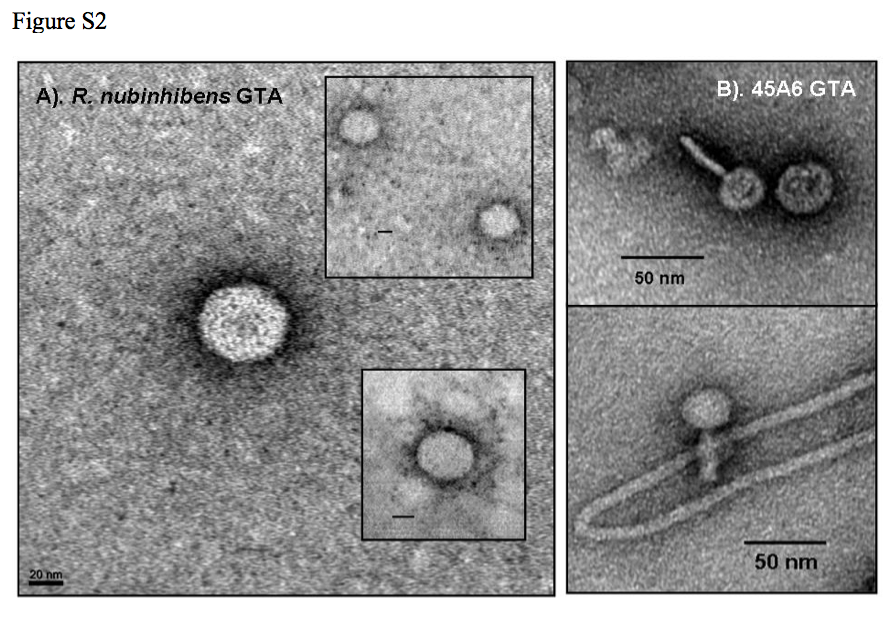 Figure S2
A). R. nubinhibens GTA
B). 45A6 GTA
50 nm
20 nm
50 nm